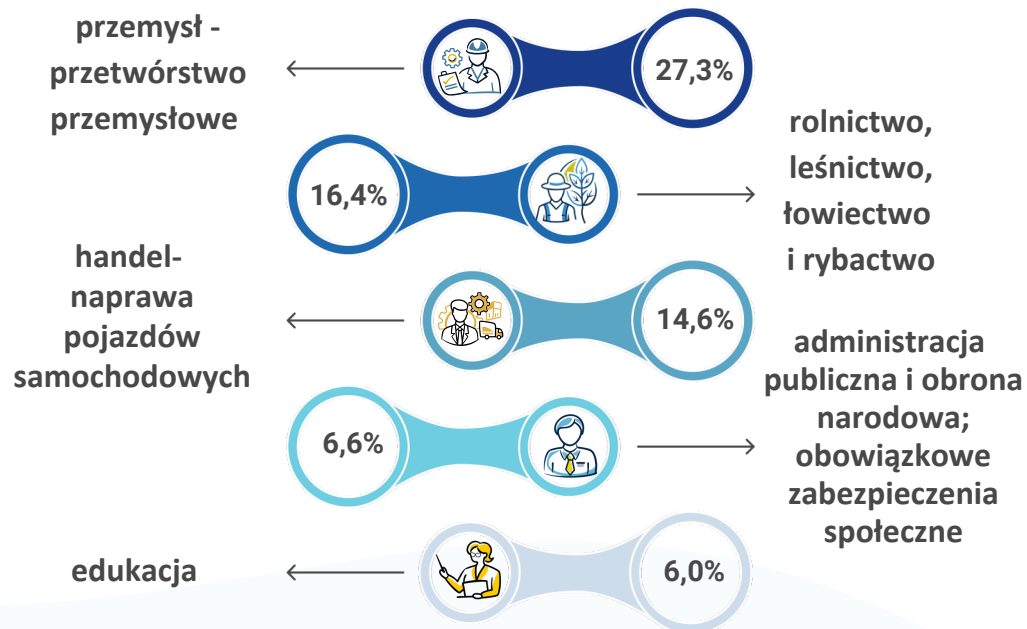 przemysł -
przetwórstwo
przemysłowe
27,3%
16,4%
rolnictwo,
leśnictwo,
łowiectwo
i rybactwo
handel-
naprawa
pojazdów
samochodowych
14,6%
6,6%
administracja
publiczna i obrona
narodowa;
obowiązkowe
zabezpieczenia
społeczne
edukacja
6,0%